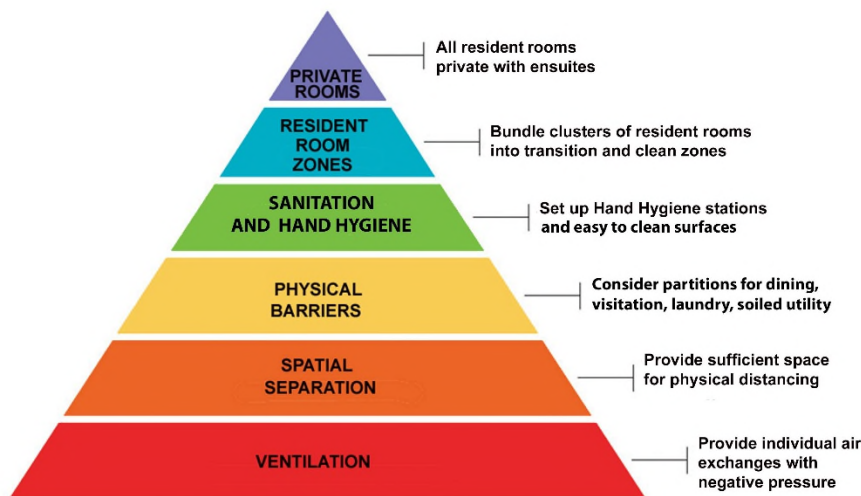 PRIVATE
ROOMS
All resident rooms
private with ensuites
RESIDENT
ROOM
ZONES
Bundle clusters of resident rooms
into transition and clean zones
SANITATION
AND HAND HYGIENE
Set up Hand Hygiene stations
and easy to clean surfaces
PHYSICAL
BARRIERS
Consider partitions for dining,
visitation, laundry, soiled utility
SPATIAL
SEPARATION
Provide sufficient space
for physical distancing
VENTILATION
Provide individual air
exchanges with
negative pressure